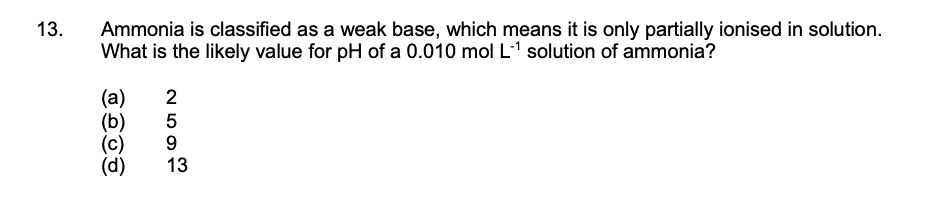 13. Ammonia is classified as a weak base, which means it is only partially ionised in solution.
What is the likely value for pH of a 0.010 mol L⁻¹ solution of ammonia?
(a) 2
(b) 5
(c) 9
(d) 13